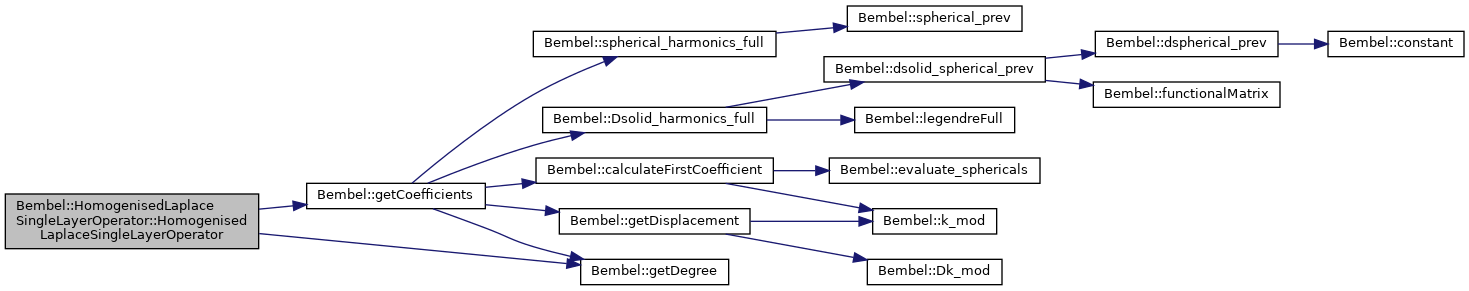 Bembel::HomogenisedLaplace
SingleLayerOperator::Homogenised
LaplaceSingleLayerOperator
Bembel::getCoefficients
Bembel::spherical_harmonics_full
Bembel::spherical_prev
Bembel::Dsolid_harmonics_full
Bembel::dsolid_spherical_prev
Bembel::dspherical_prev
Bembel::constant
Bembel::functionalMatrix
Bembel::legendreFull
Bembel::calculateFirstCoefficient
Bembel::evaluate_sphericals
Bembel::getDisplacement
Bembel::k_mod
Bembel::Dk_mod
Bembel::getDegree